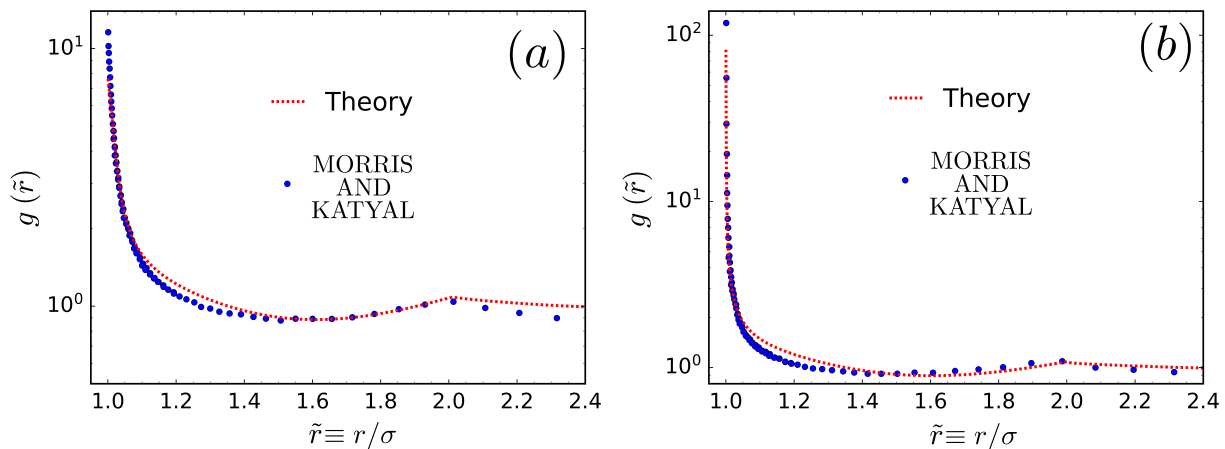 (a)
10¹
10⁰
g (r̃)
Theory
MORRIS
AND
KATYAL
1.0 1.2 1.4 1.6 1.8 2.0 2.2 2.4
r̃ ≡ r/σ
(b)
10²
10¹
10⁰
g (r̃)
Theory
MORRIS
AND
KATYAL
1.0 1.2 1.4 1.6 1.8 2.0 2.2 2.4
r̃ ≡ r/σ